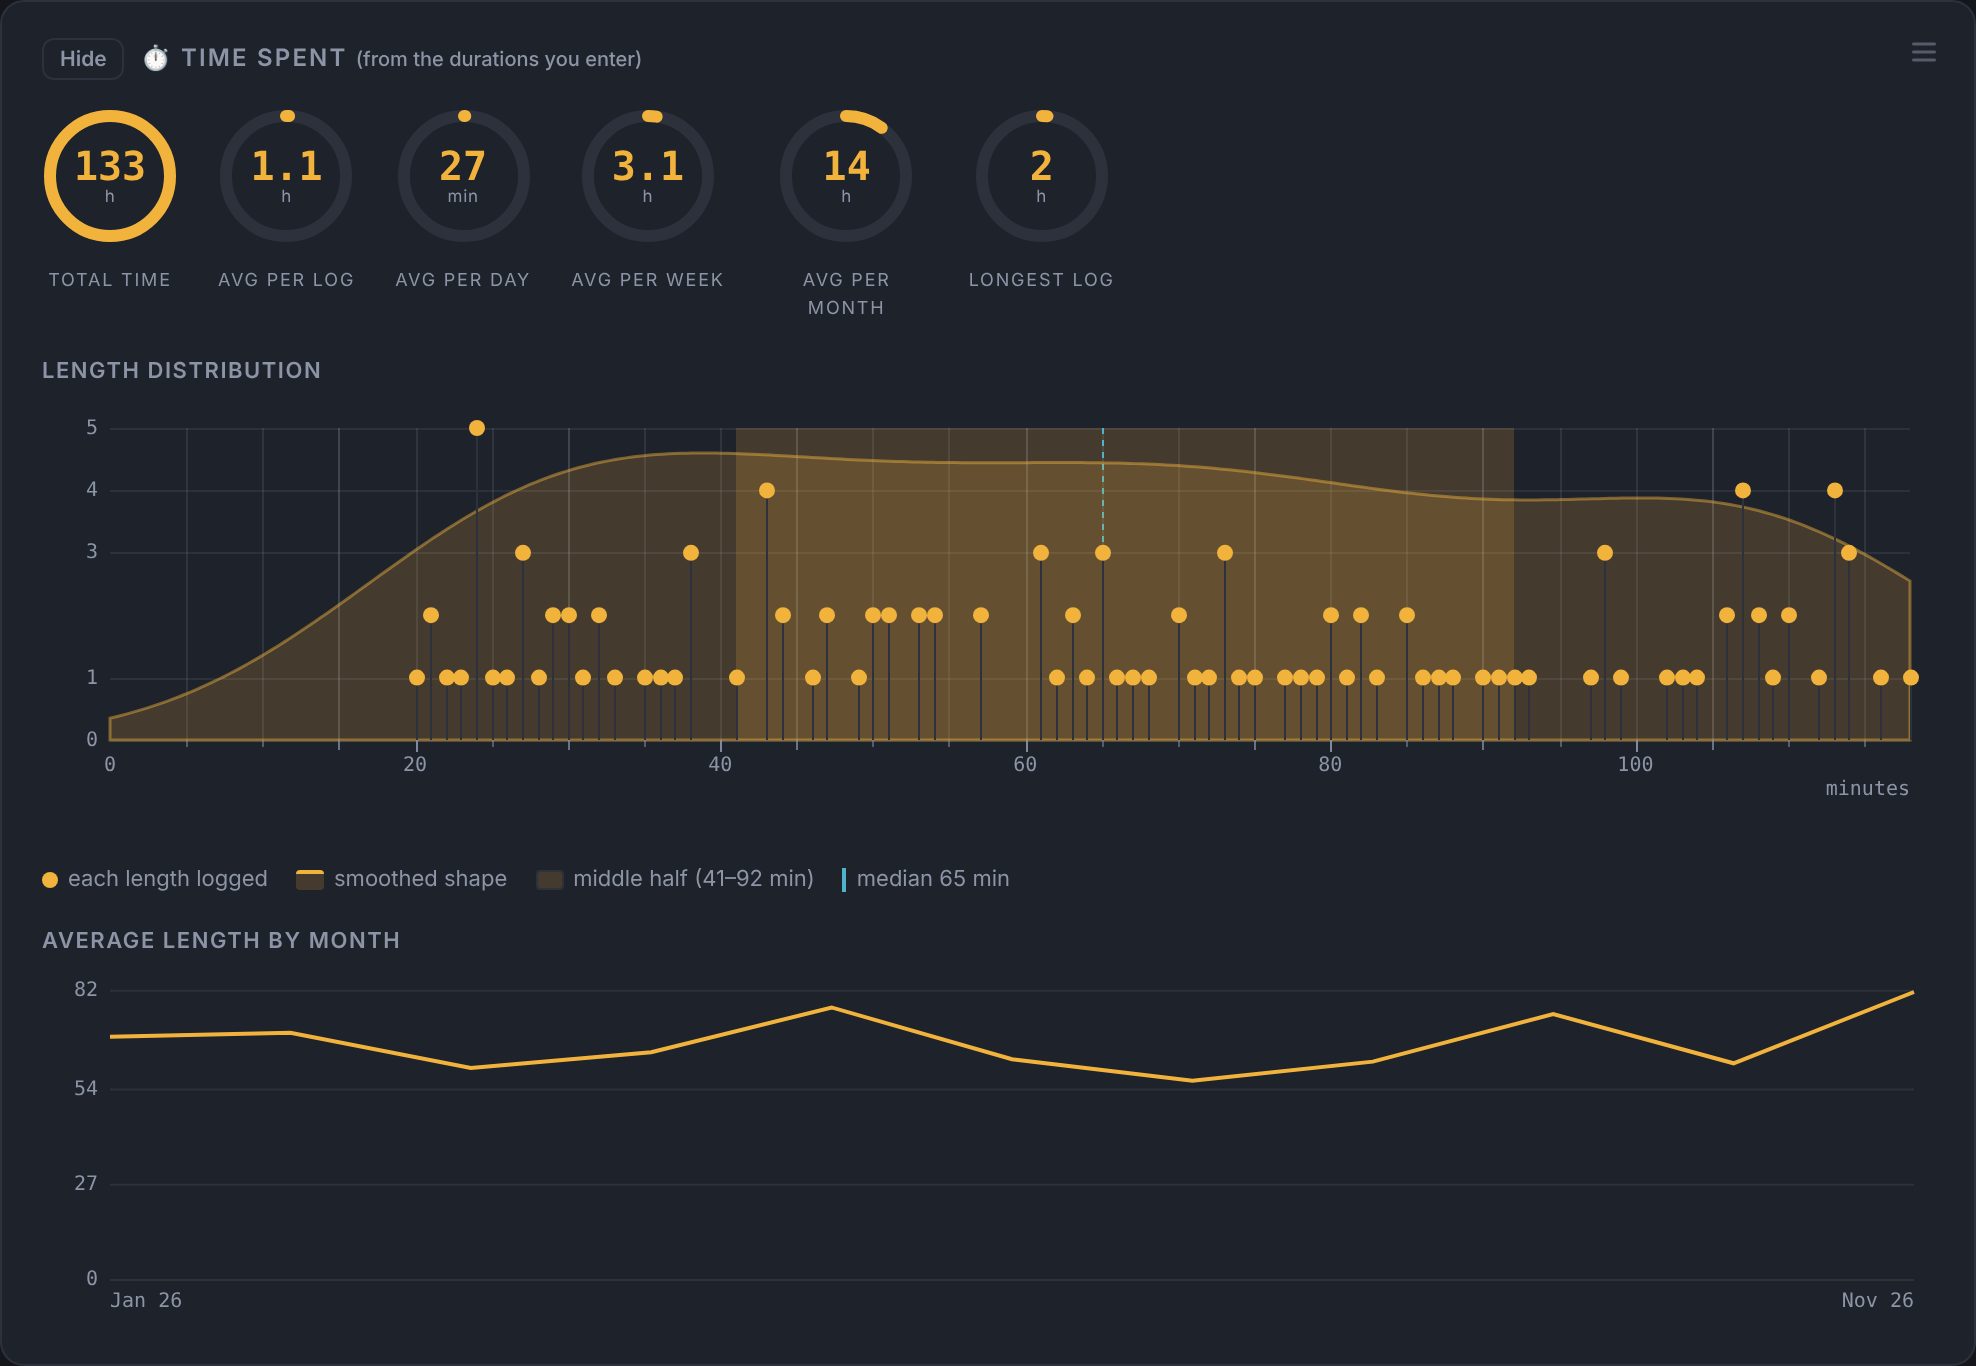 Hide
⏱️ TIME SPENT (from the durations you enter)
133 1.1 27 3.1 14 2
h h min h h h
TOTAL TIME AVG PER LOG AVG PER DAY AVG PER WEEK AVG PER LONGEST LOG
MONTH
LENGTH DISTRIBUTION
5
4
3
1
0
0 20 40 60 80 100
minutes
each length logged smoothed shape middle half (41–92 min) median 65 min
AVERAGE LENGTH BY MONTH
82
54
27
0
Jan 26 Nov 26